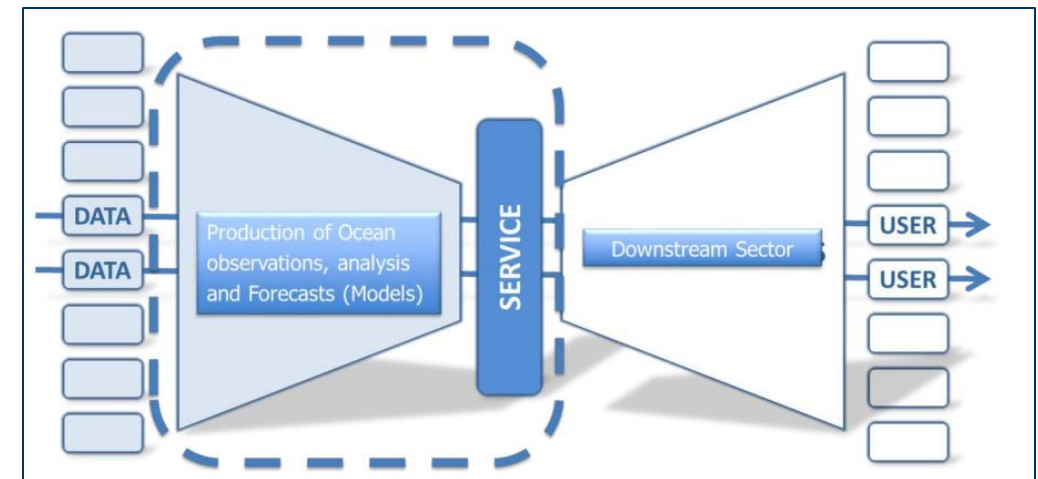 DATA
DATA
Production of Ocean
observations, analysis
and Forecasts (Models)
SERVICE
Downstream Sector
USER
USER